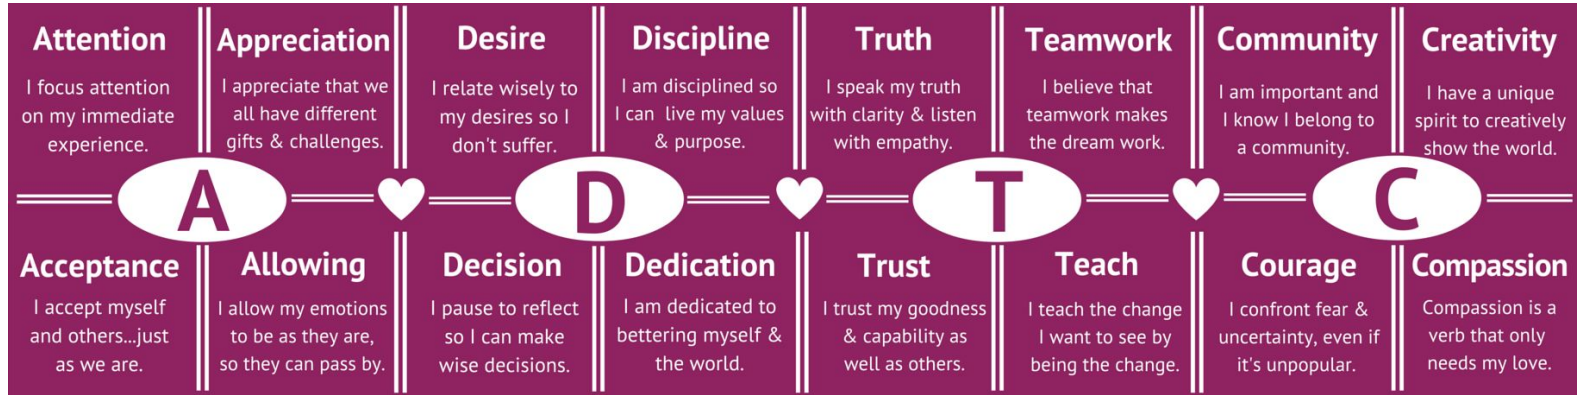 Attention
I focus attention
on my immediate
experience.
Appreciation
I appreciate that we
all have different
gifts & challenges.
Acceptance
I accept myself
and others...just
as we are.
Allowing
I allow my emotions
to be as they are,
so they can pass by.
A
Desire
I relate wisely to
my desires so I
don't suffer.
Discipline
I am disciplined so
I can live my values
& purpose.
Decision
I pause to reflect
so I can make
wise decisions.
Dedication
I am dedicated to
bettering myself &
the world.
D
Truth
I speak my truth
with clarity & listen
with empathy.
Teamwork
I believe that
teamwork makes
the dream work.
Trust
I trust my goodness
& capability as
well as others.
Teach
I teach the change
I want to see by
being the change.
T
Community
I am important and
I know I belong to
a community.
Creativity
I have a unique
spirit to creatively
show the world.
Courage
I confront fear &
uncertainty, even if
it's unpopular.
Compassion
Compassion is a
verb that only
needs my love.
C